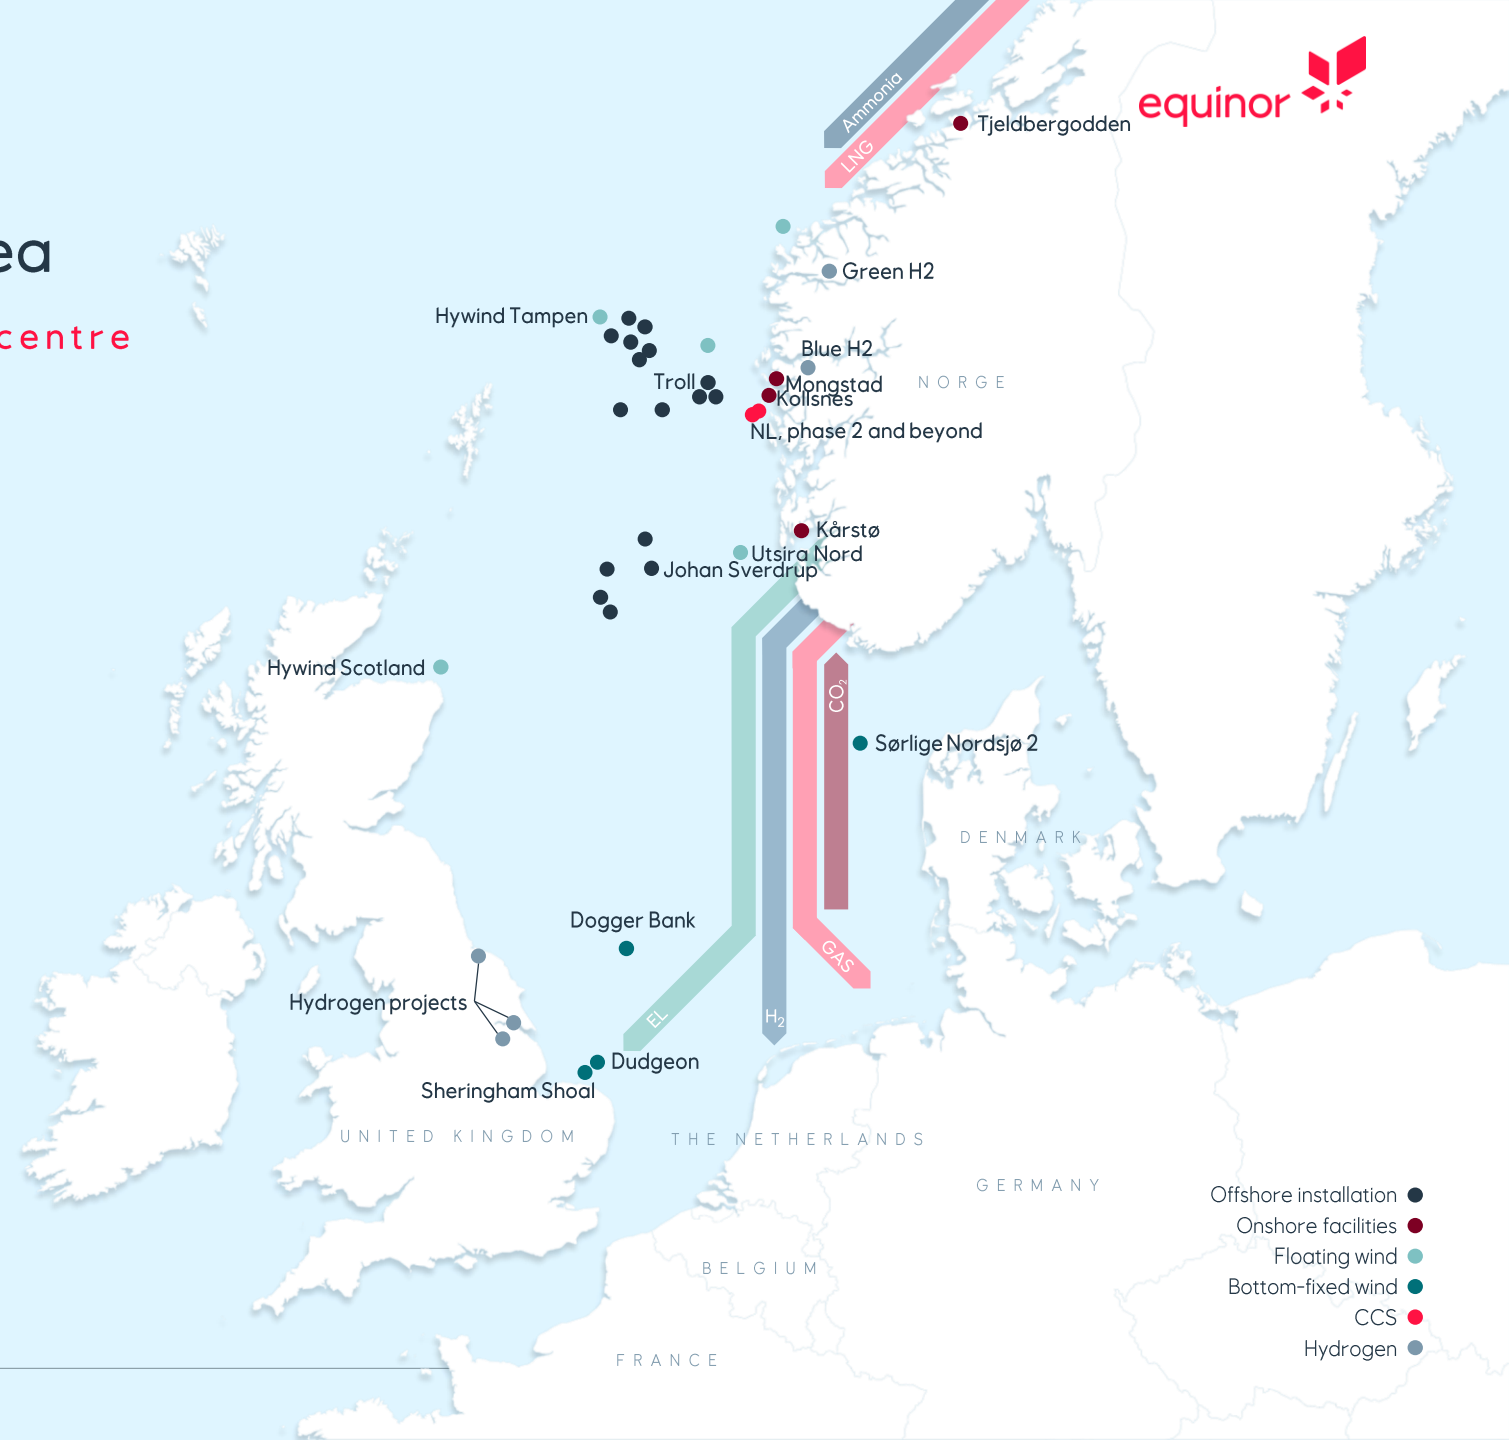 Ammonia
LNG
equinor
Tjeldbergodden
ea
centre
Green H2
Hywind Tampen
Blue H2
Troll
Mongstad
Kollsnes
NORGE
NL, phase 2 and beyond
Kårstø
Utsira Nord
Johan Sverdrup
Hywind Scotland
CO₂
Sørlige Nordsjø 2
DENMARK
Dogger Bank
GAS
Hydrogen projects
EL
H₂
Dudgeon
Sheringham Shoal
UNITED KINGDOM
THE NETHERLANDS
GERMANY
BELGIUM
FRANCE
Offshore installation
Onshore facilities
Floating wind
Bottom-fixed wind
CCS
Hydrogen